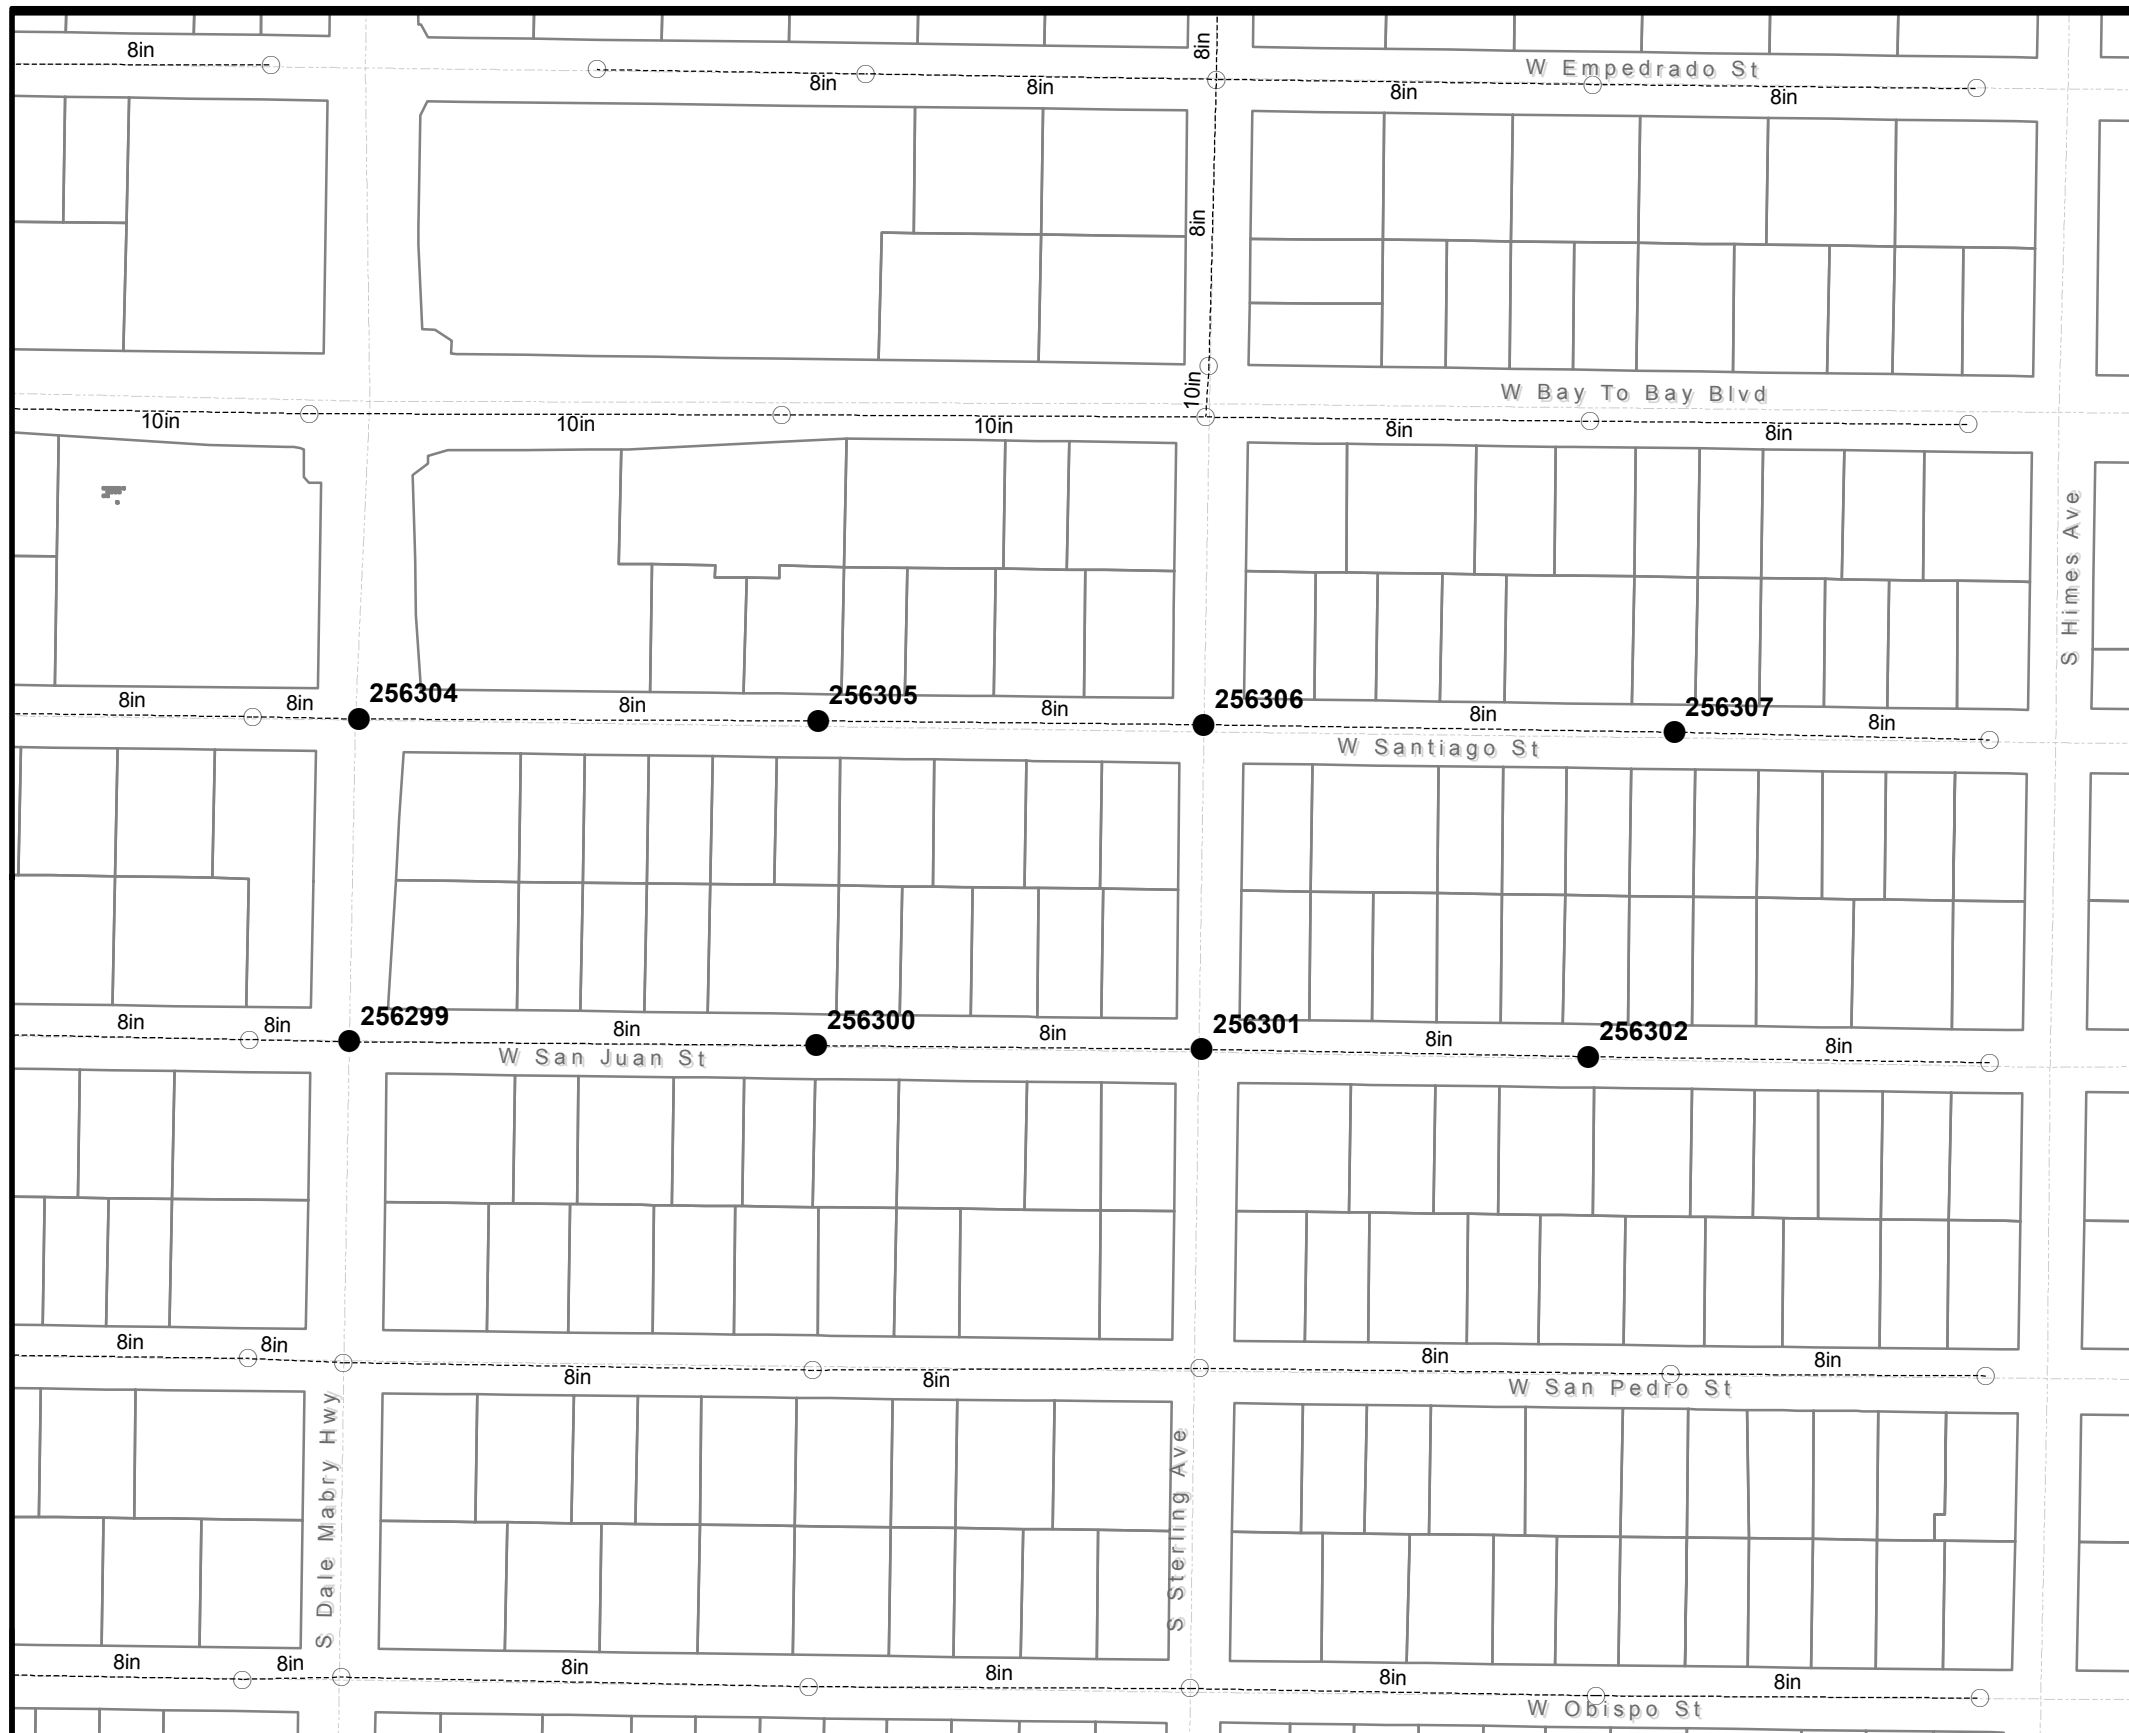 8in
8in
W Empedrado St
8in
8in
8in
8in
8in
10in
W Bay To Bay Blvd
10in
10in
10in
8in
8in
S Himes Ave
8in
8in
256304
8in
256305
8in
256306
8in
256307
8in
W Santiago St
8in
8in
256299
8in
256300
8in
256301
8in
256302
8in
W San Juan St
8in
8in
8in
8in
8in
8in
W San Pedro St
S Dale Mabry Hwy
S Sterling Ave
8in
8in
8in
8in
8in
8in
W Obispo St